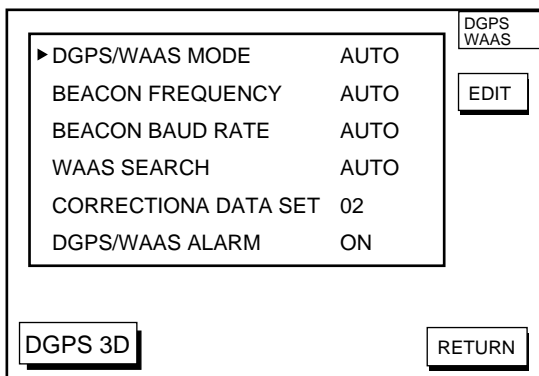 DGPS
WAAS
DGPS/WAAS MODE AUTO
BEACON FREQUENCY AUTO
EDIT
BEACON BAUD RATE AUTO
WAAS SEARCH AUTO
CORRECTIONA DATA SET 02
DGPS/WAAS ALARM ON
DGPS 3D
RETURN